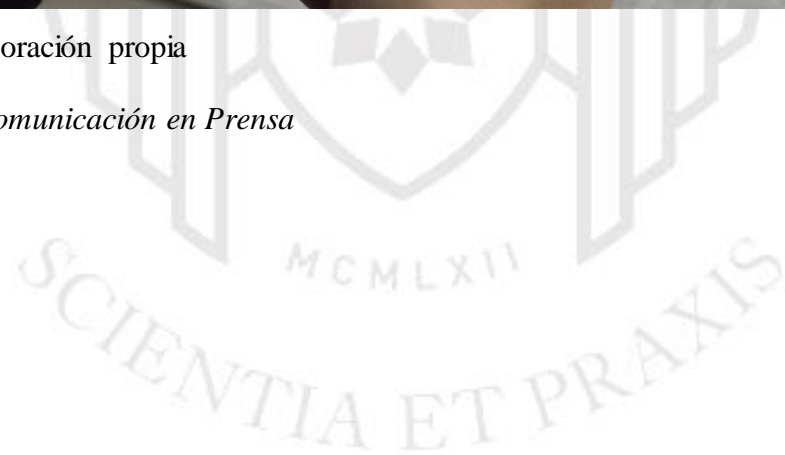 oración propia
omunicación en Prensa
MCMLXII
SCIENTIA ET PRAXIS